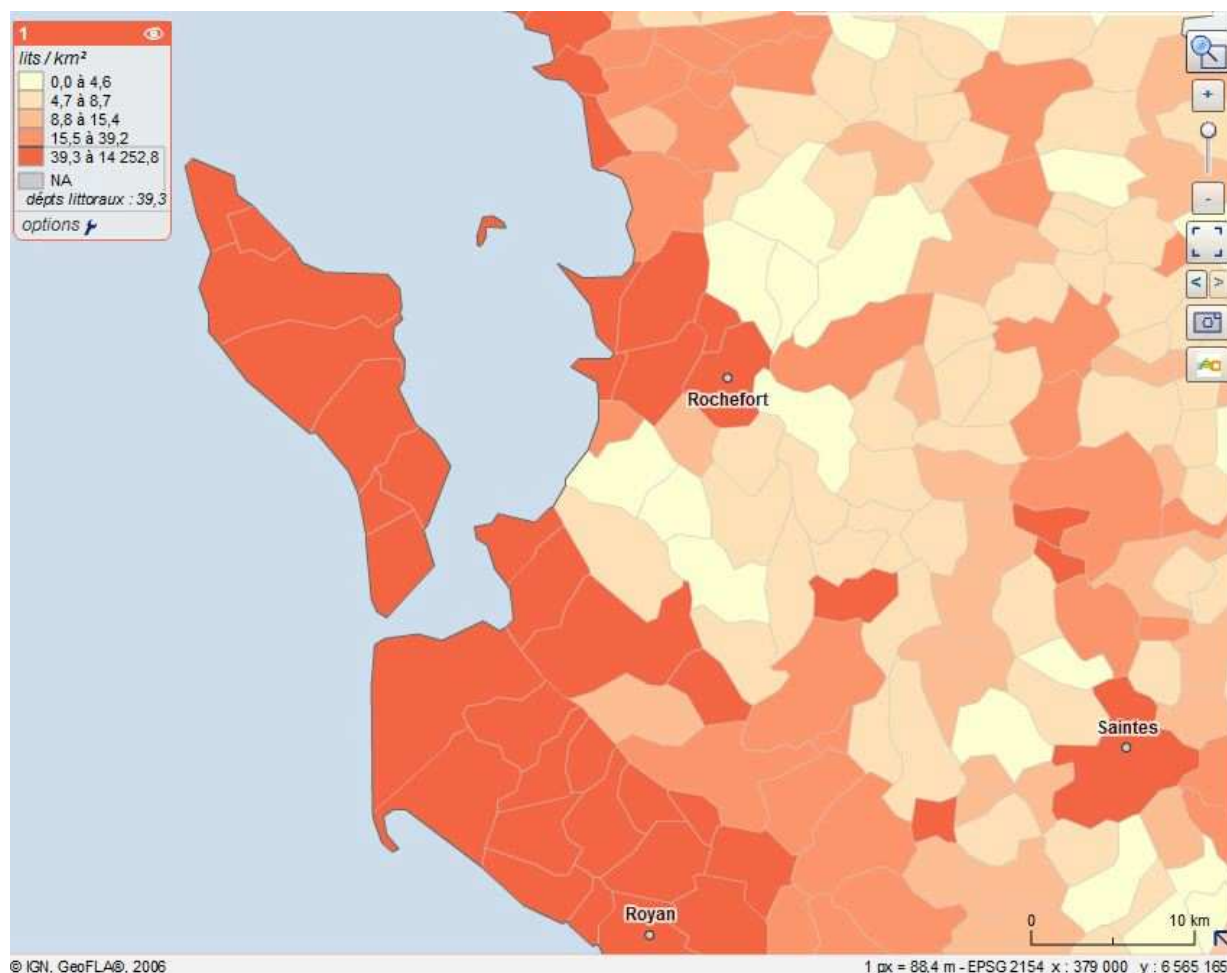 1
lits / km²
0,0 à 4,6
4,7 à 8,7
8,8 à 15,4
15,5 à 39,2
39,3 à 14 252,8
NA
dépts littoraux : 39,3
options
+
-
< >
Rochefort
Saintes
Royan
0 10 km
© IGN, GeoFLA®, 2006
1 px = 88.4 m - EPSG 2154 x : 379 000 y : 6 565 165